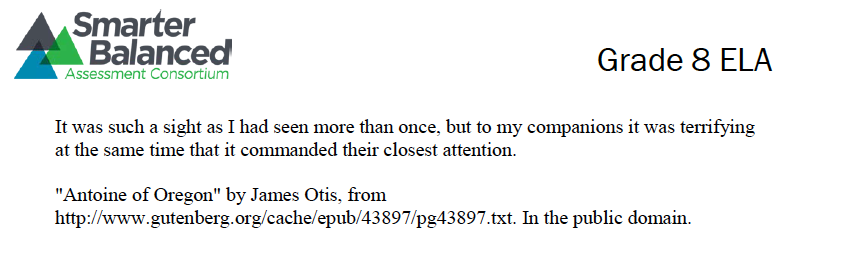 Smarter
Balanced
Assessment Consortium
Grade 8 ELA
It was such a sight as I had seen more than once, but to my companions it was terrifying
at the same time that it commanded their closest attention.
"Antoine of Oregon" by James Otis, from
http://www.gutenberg.org/cache/epub/43897/pg43897.txt. In the public domain.